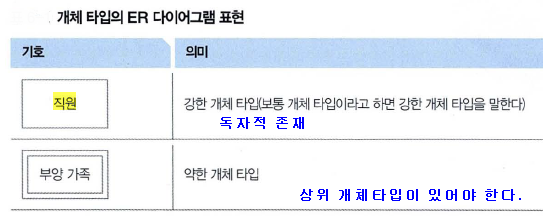 개체 타입의 ER 다이어그램 표현
기호 의미
직원 강한 개체 타입(보통 개체 타입이라고 하면 강한 개체 타입을 말한다)
독자적 존재
부양 가족 약한 개체 타입
상위 개체타입이 있어야 한다.